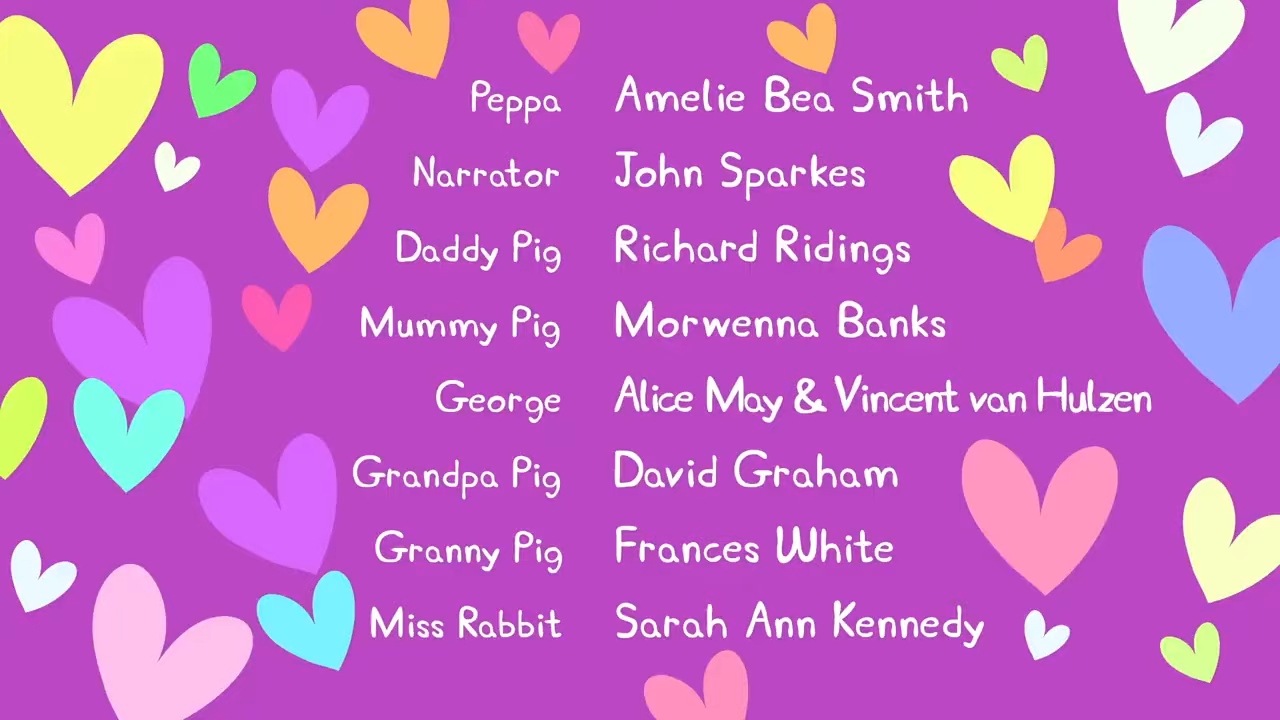 Peppa Amelie Bea Smith
Narrator John Sparkes
Daddy Pig Richard Ridings
Mummy Pig Morwenna Banks
George Alice May & Vincent van Hulzen
Grandpa Pig David Graham
Granny Pig Frances White
Miss Rabbit Sarah Ann Kennedy